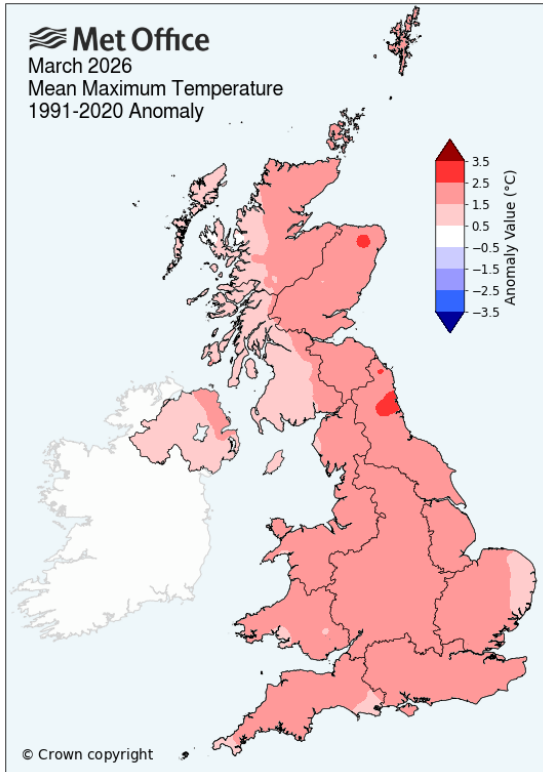 Met Office
March 2026
Mean Maximum Temperature
1991-2020 Anomaly
3.5
2.5
1.5
0.5
−0.5
−1.5
−2.5
−3.5
Anomaly Value (°C)
© Crown copyright